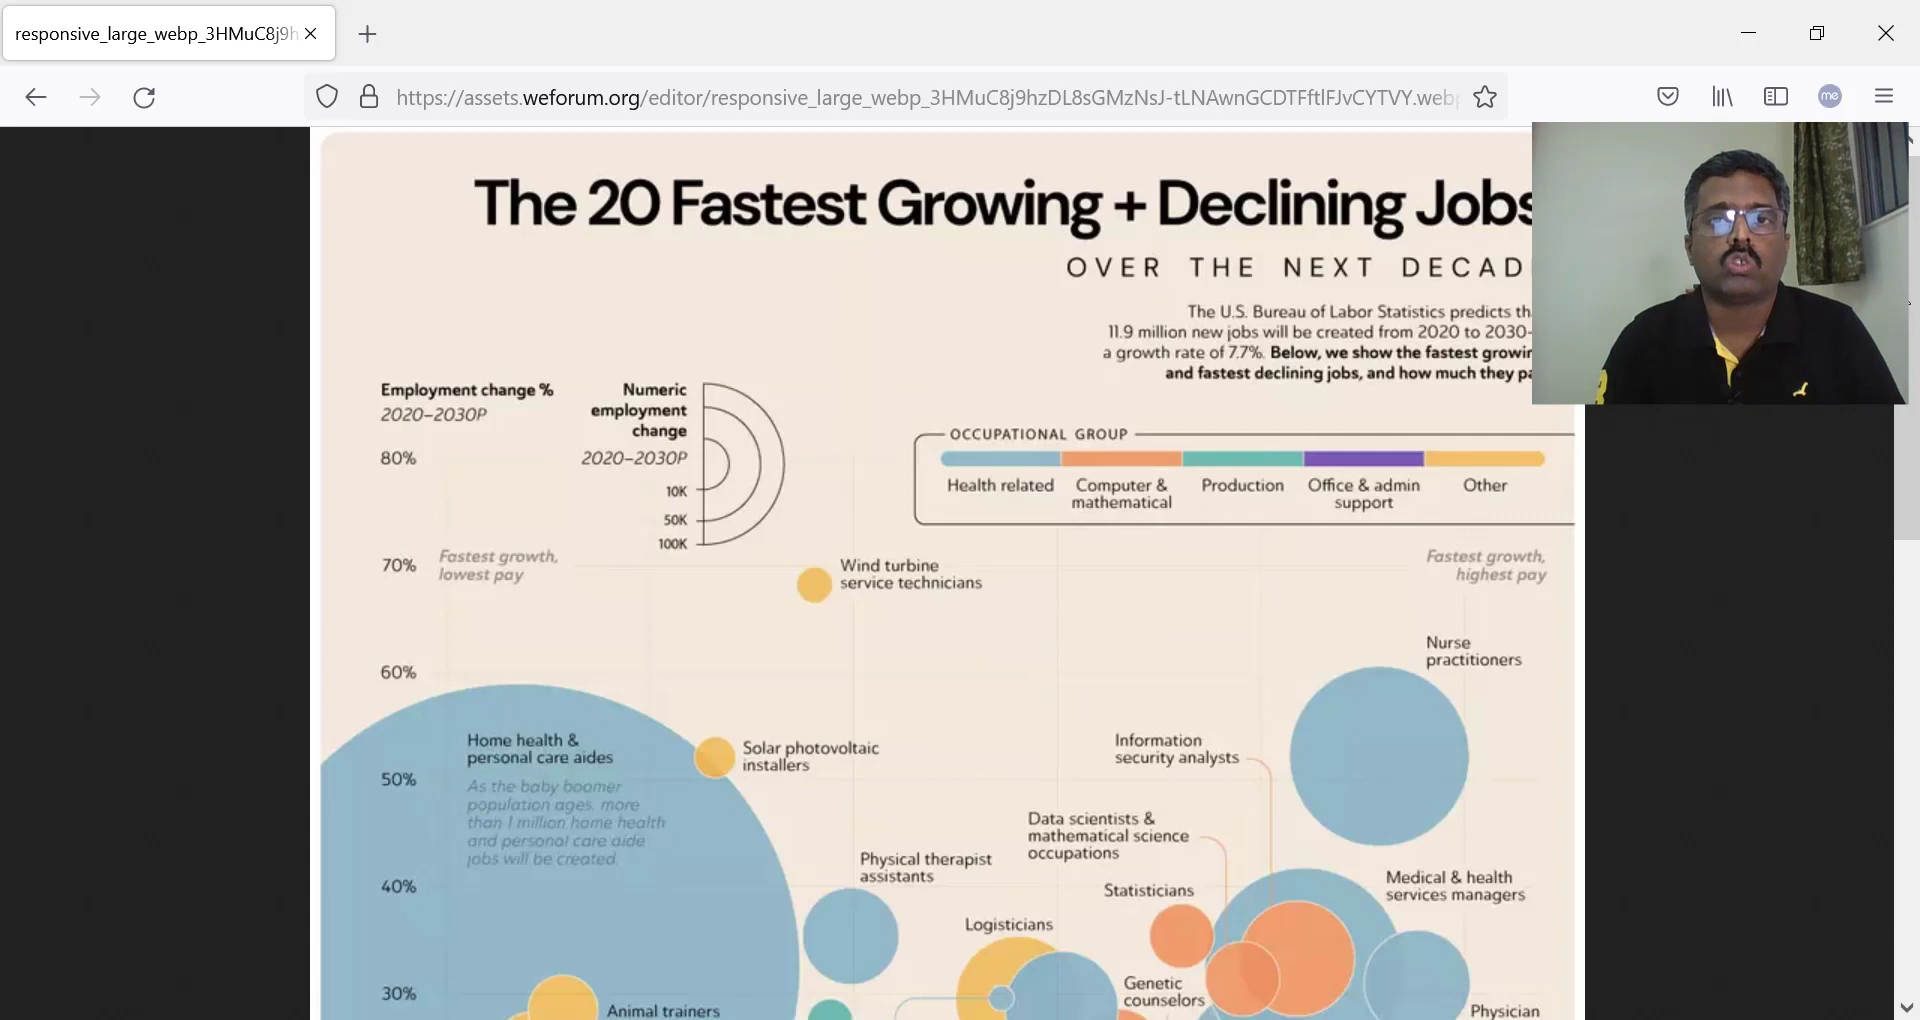 responsive_large_webp_3HMuC8j9h
https://assets.weforum.org/editor/responsive_large_webp_3HMuC8j9hzDL8sGMzNsJ-tLNAwnGCDTFftlFJvCYTVY.web
me
The 20 Fastest Growing + Declining Jobs
OVER THE NEXT DECAD
The U.S. Bureau of Labor Statistics predicts th
11.9 million new jobs will be created from 2020 to 2030-
a growth rate of 7.7%. Below, we show the fastest growin
and fastest declining jobs, and how much they pa
Employment change %
2020–2030P
Numeric
employment
change
2020–2030P
10K
50K
100K
OCCUPATIONAL GROUP
Health related
Computer &
mathematical
Production
Office & admin
support
Other
80%
70%
Fastest growth,
lowest pay
Wind turbine
service technicians
Fastest growth,
highest pay
60%
Nurse
practitioners
Home health &
personal care aides
As the baby boomer
population ages, more
than 1 million home health
and personal care aide
jobs will be created.
Solar photovoltaic
installers
Information
security analysts
50%
Data scientists &
mathematical science
occupations
Physical therapist
assistants
Statisticians
Medical & health
services managers
40%
Logisticians
Genetic
counselors
30%
Animal trainers
Physician